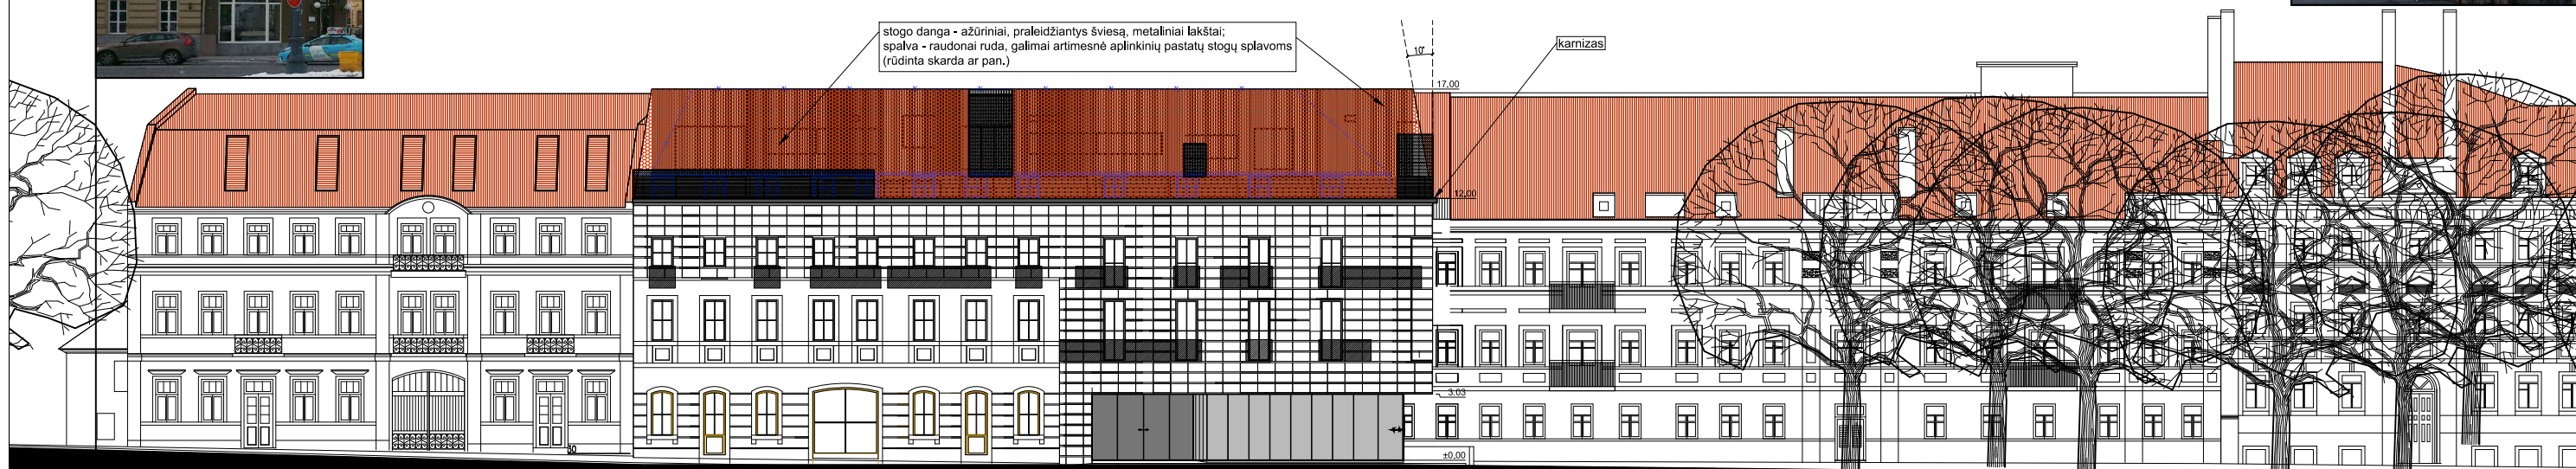 stogo danga - ažūriniai, praleidžiantys šviesą, metaliniai lakštai;
spalva - raudonai ruda, galimai artimesnė aplinkinių pastatų stogų splavoms
(rūdinta skarda ar pan.)
10°
karnizas
17,00
12,00
3,03
±0,00